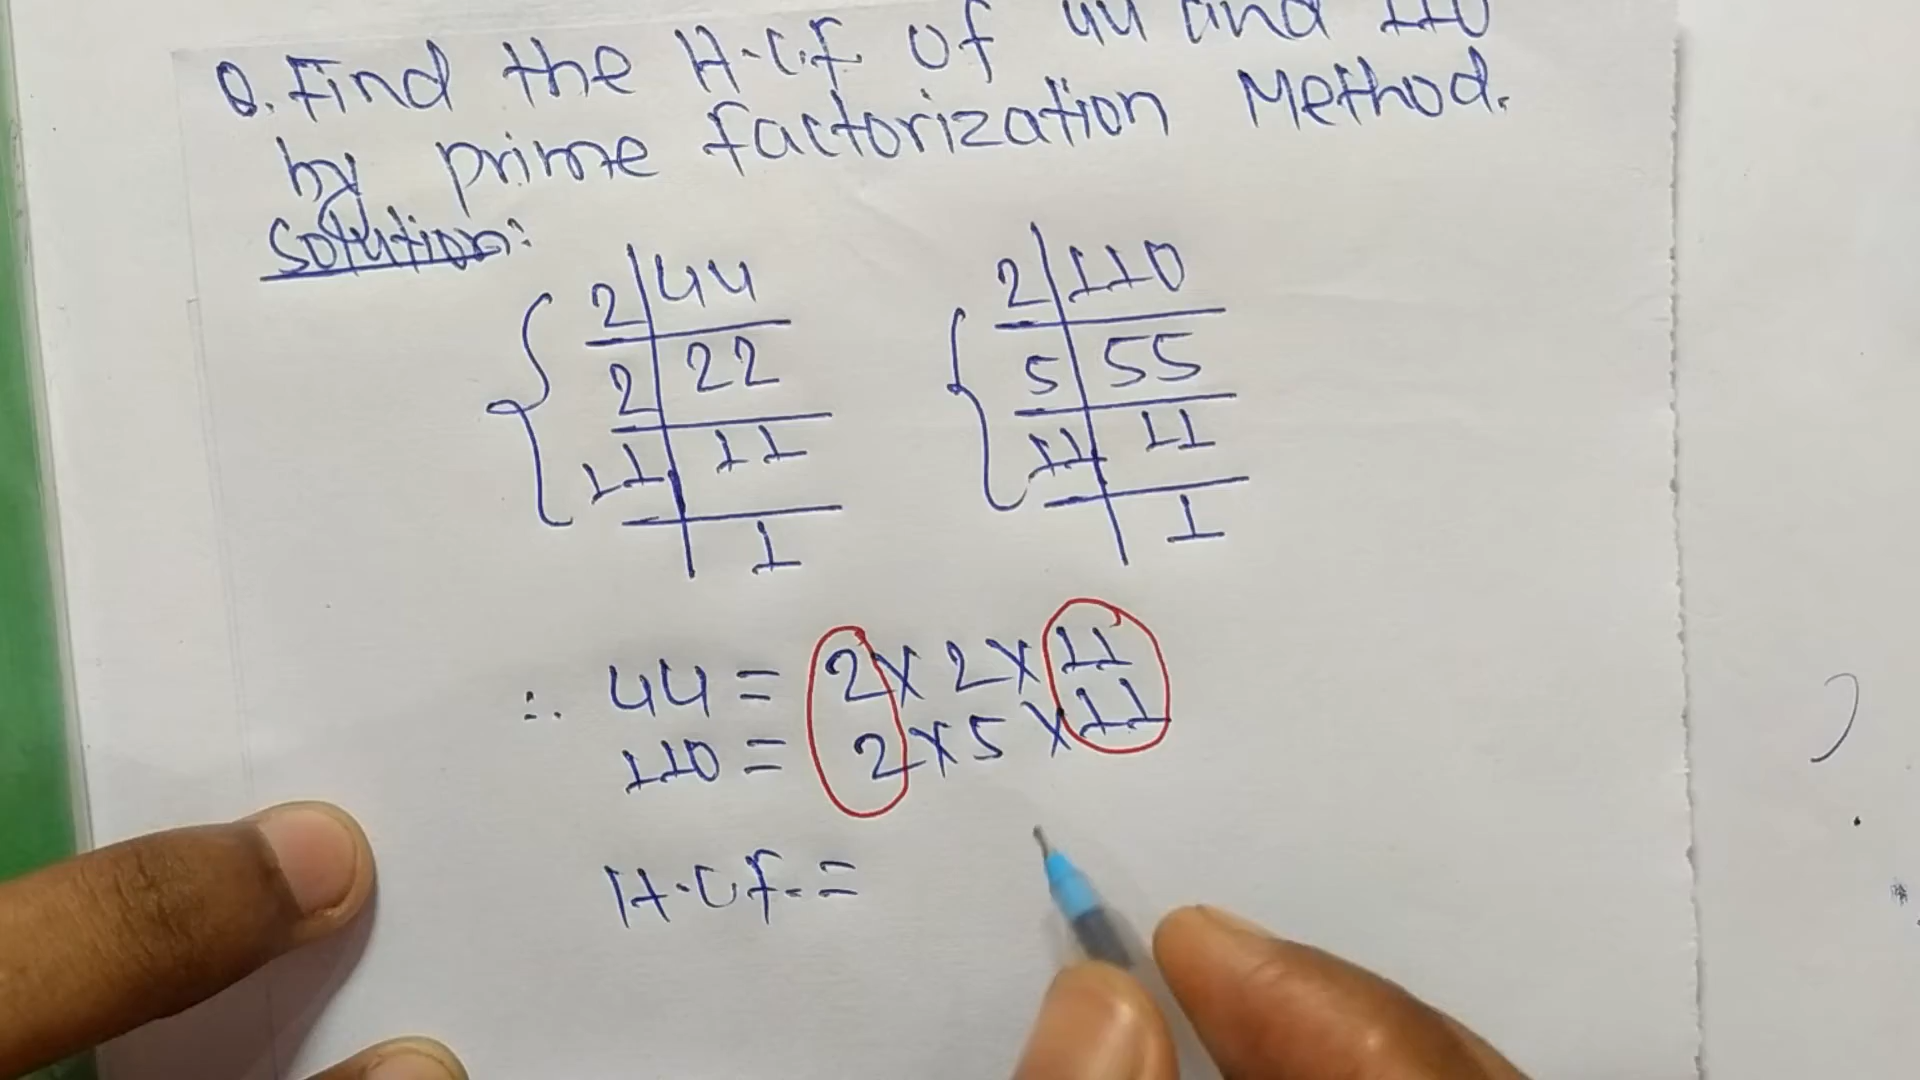 Q. Find the H.C.F of 44 and 110
by prime factorization Method.
Solution:
2 | 44
2 | 22
11 | 11
1
2 | 110
5 | 55
11 | 11
1
∴ 44 = 2 × 2 × 11
110 = 2 × 5 × 11
H.C.F. =